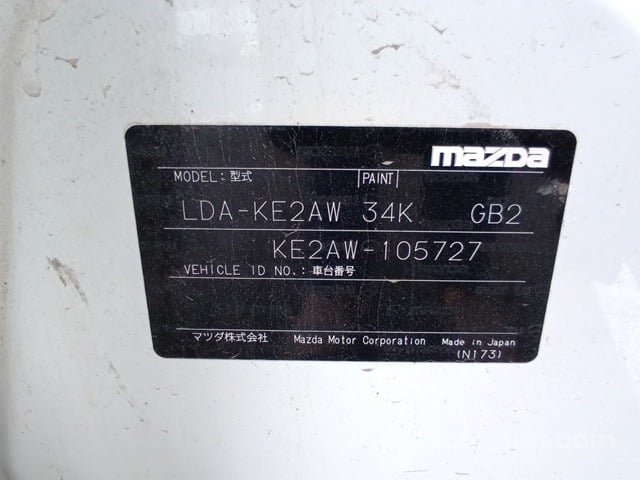 mazda
MODEL:型式 PAINT
LDA-KE2AW 34K GB2
KE2AW-105727
VEHICLE ID NO.:車台番号
マツダ株式会社 Mazda Motor Corporation Made in Japan
(N173)